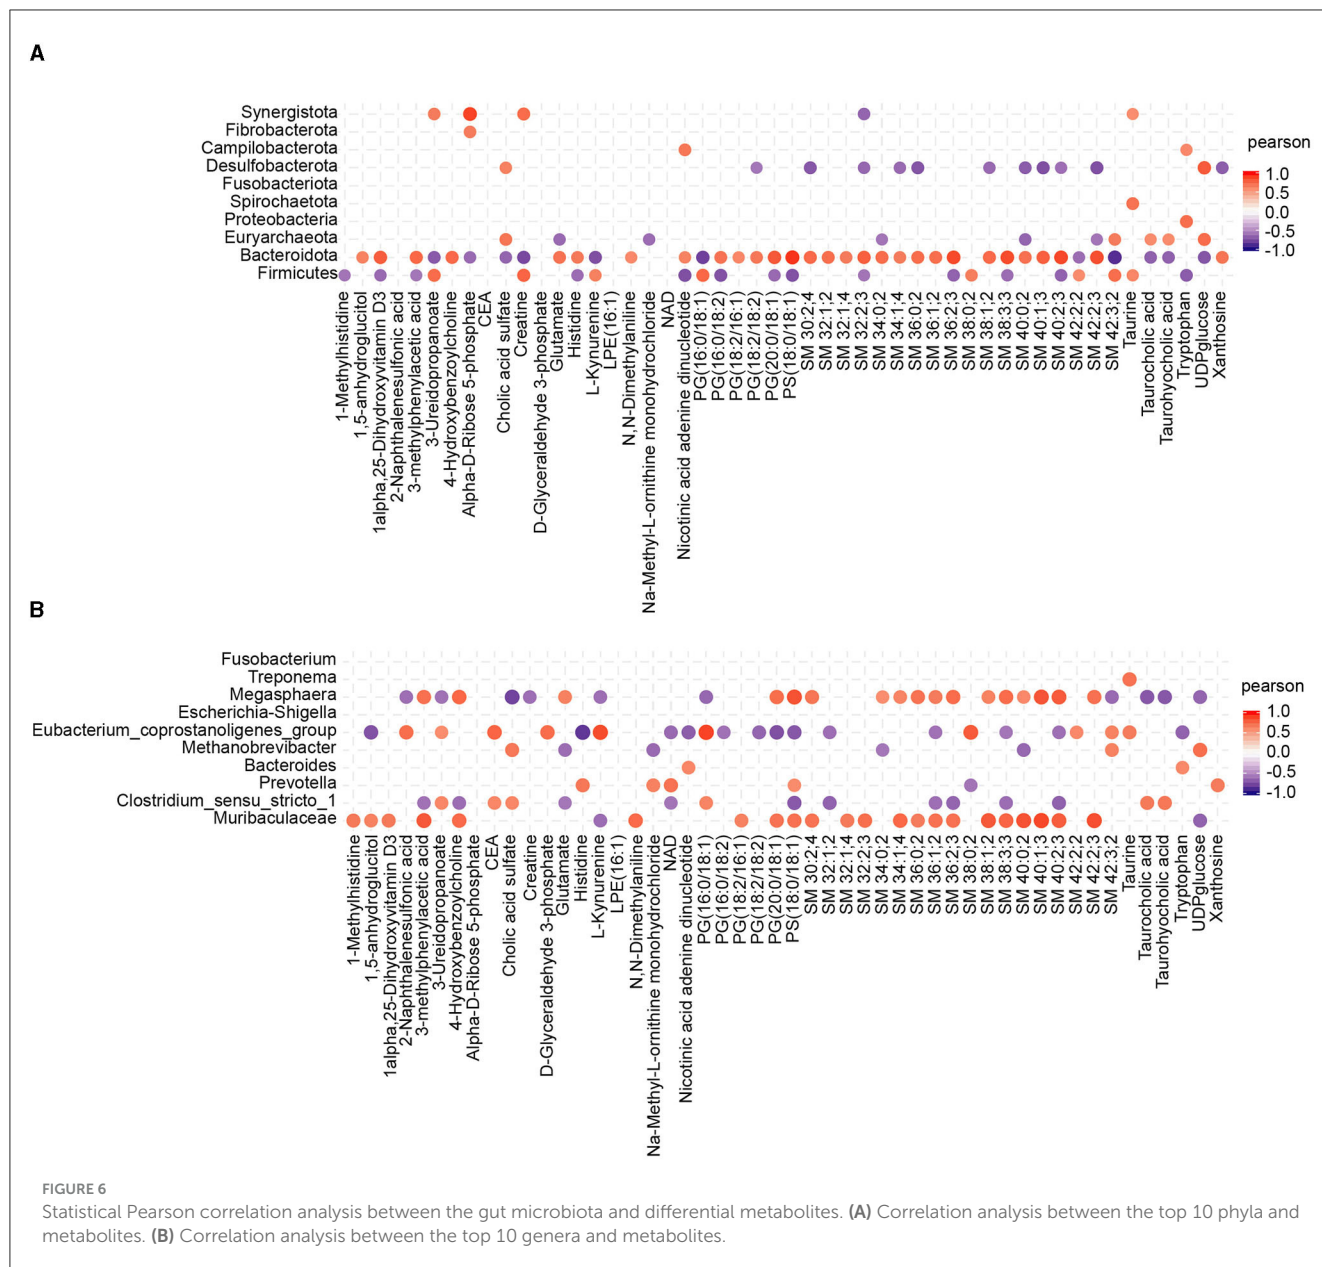 A
Synergistota
Fibrobacterota
Campilobacterota
Desulfobacterota
Fusobacteriota
Spirochaetota
Proteobacteria
Euryarchaeota
Bacteroidota
Firmicutes
pearson
1.0
0.5
0.0
-0.5
-1.0
1-Methylhistidine
1,5-anhydroglucitol
1alpha,25-Dihydroxyvitamin D3
2-Naphthalenesulfonic acid
3-methylphenylacetic acid
3-Ureidopropanoate
4-Hydroxybenzoylcholine
Alpha-D-Ribose 5-phosphate
CEA
Cholic acid sulfate
Creatine
D-Glyceraldehyde 3-phosphate
Glutamate
Histidine
L-Kynurenine
LPE(16:1)
N,N-Dimethylaniline
Na-Methyl-L-ornithine monohydrochloride
NAD
Nicotinic acid adenine dinucleotide
PG(16:0/18:1)
PG(16:0/18:2)
PG(18:2/16:1)
PG(18:2/18:2)
PG(20:0/18:1)
PS(18:0/18:1)
SM 30:2;4
SM 32:1;2
SM 32:1;4
SM 32:2;3
SM 34:0;2
SM 34:1;4
SM 36:0;2
SM 36:1;2
SM 36:2;3
SM 38:0;2
SM 38:1;2
SM 38:3;3
SM 40:0;2
SM 40:1;3
SM 40:2;3
SM 42:2;2
SM 42:2;3
SM 42:3;2
Taurine
Taurocholic acid
Taurohyocholic acid
Tryptophan
UDPglucose
Xanthosine
B
Fusobacterium
Treponema
Megasphaera
Escherichia-Shigella
Eubacterium_coprostanoligenes_group
Methanobrevibacter
Bacteroides
Prevotella
Clostridium_sensu_stricto_1
Muribaculaceae
pearson
1.0
0.5
0.0
-0.5
-1.0
1-Methylhistidine
1,5-anhydroglucitol
1alpha,25-Dihydroxyvitamin D3
2-Naphthalenesulfonic acid
3-methylphenylacetic acid
3-Ureidopropanoate
4-Hydroxybenzoylcholine
Alpha-D-Ribose 5-phosphate
CEA
Cholic acid sulfate
Creatine
D-Glyceraldehyde 3-phosphate
Glutamate
Histidine
L-Kynurenine
LPE(16:1)
N,N-Dimethylaniline
Na-Methyl-L-ornithine monohydrochloride
NAD
Nicotinic acid adenine dinucleotide
PG(16:0/18:1)
PG(16:0/18:2)
PG(18:2/16:1)
PG(18:2/18:2)
PG(20:0/18:1)
PS(18:0/18:1)
SM 30:2;4
SM 32:1;2
SM 32:1;4
SM 32:2;3
SM 34:0;2
SM 34:1;4
SM 36:0;2
SM 36:1;2
SM 36:2;3
SM 38:0;2
SM 38:1;2
SM 38:3;3
SM 40:0;2
SM 40:1;3
SM 40:2;3
SM 42:2;2
SM 42:2;3
SM 42:3;2
Taurine
Taurocholic acid
Taurohyocholic acid
Tryptophan
UDPglucose
Xanthosine
FIGURE 6
Statistical Pearson correlation analysis between the gut microbiota and differential metabolites. (A) Correlation analysis between the top 10 phyla and
metabolites. (B) Correlation analysis between the top 10 genera and metabolites.